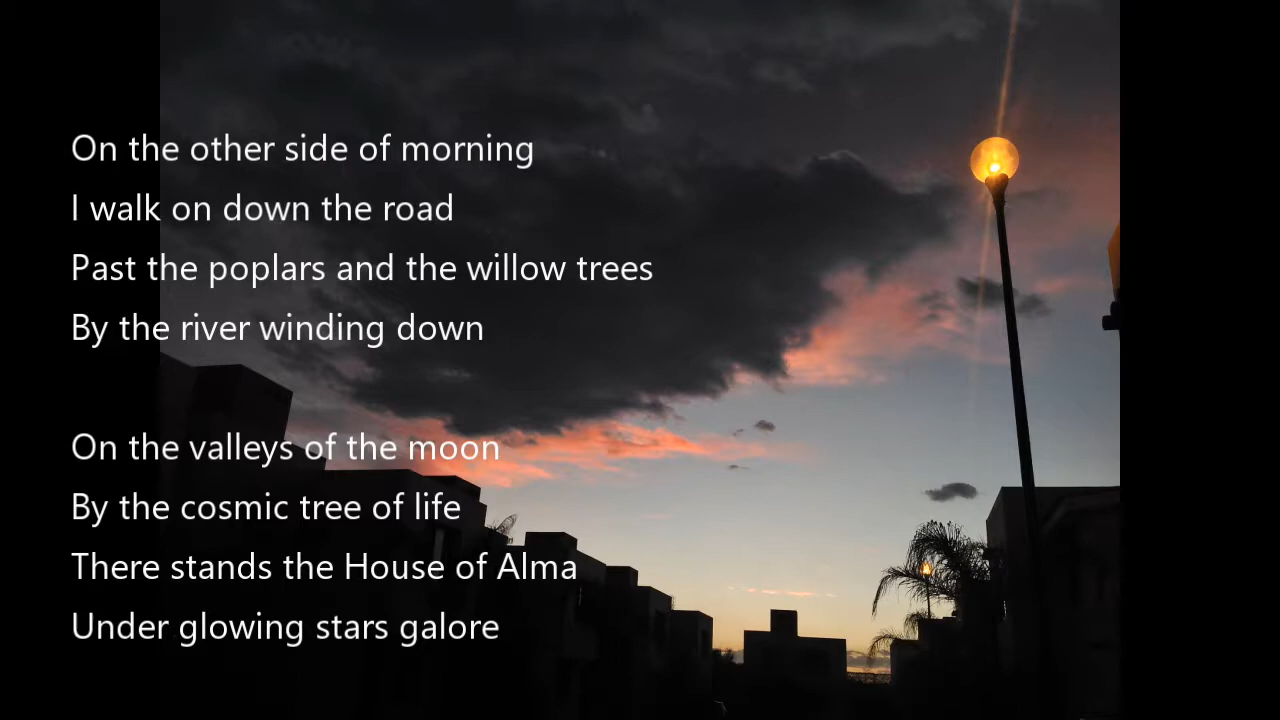 On the other side of morning
I walk on down the road
Past the poplars and the willow trees
By the river winding down
On the valleys of the moon
By the cosmic tree of life
There stands the House of Alma
Under glowing stars galore